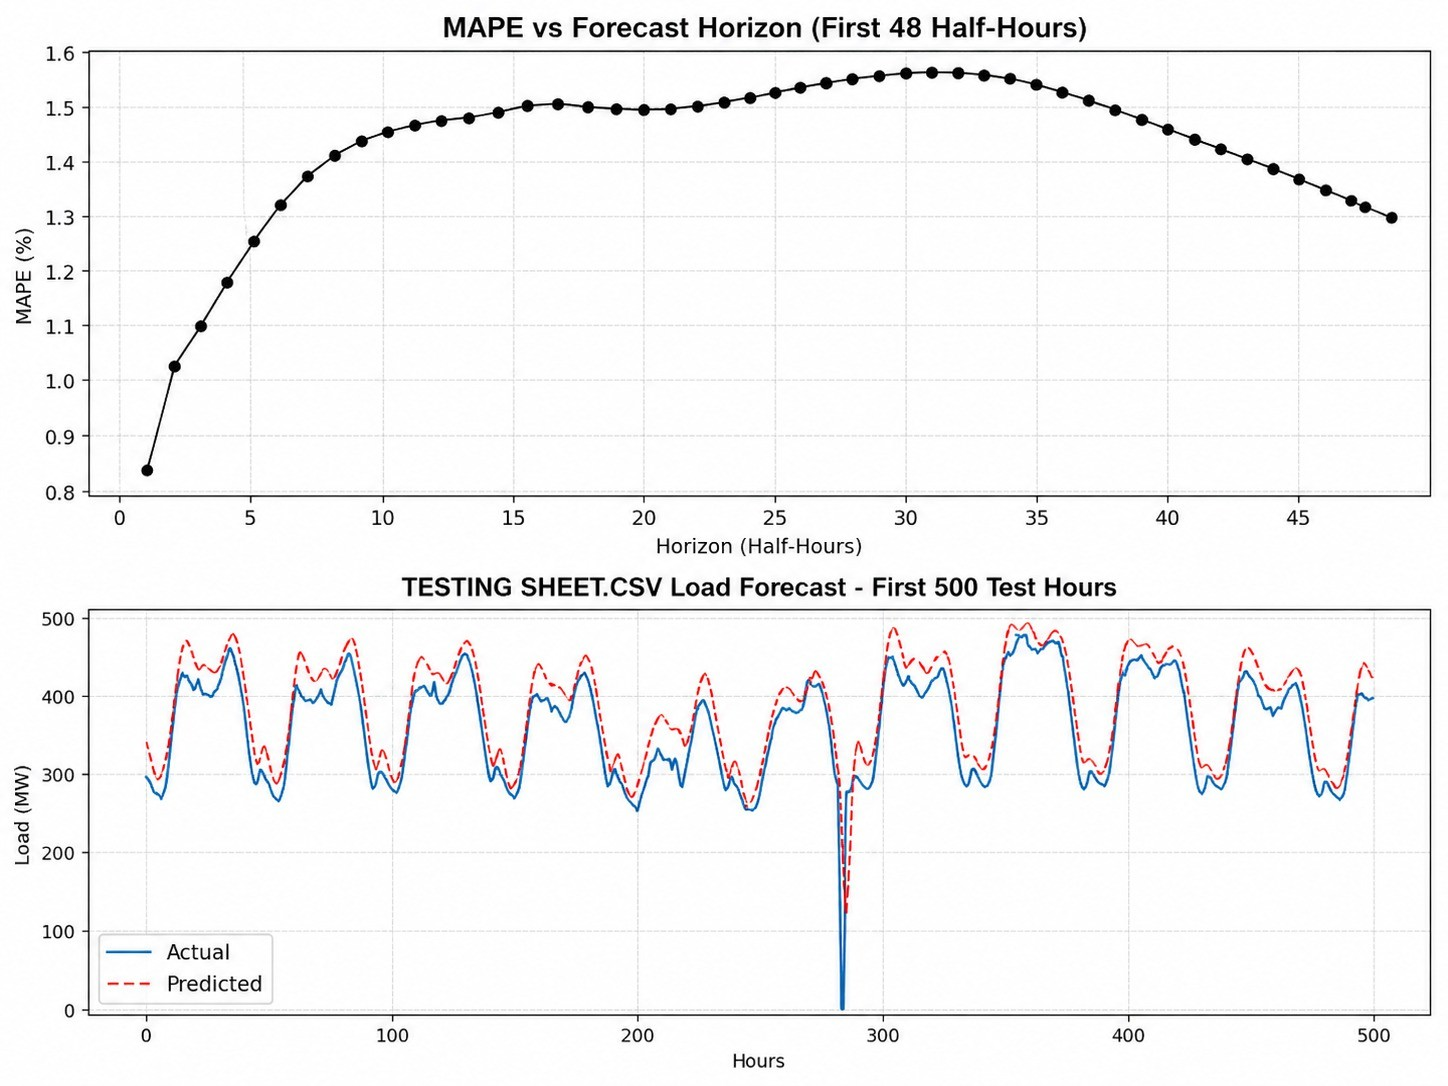 MAPE vs Forecast Horizon (First 48 Half-Hours)
MAPE (%)
1.6
1.5
1.4
1.3
1.2
1.1
1.0
0.9
0.8
0 5 10 15 20 25 30 35 40 45
Horizon (Half-Hours)
TESTING SHEET.CSV Load Forecast - First 500 Test Hours
Load (MW)
500
400
300
200
100
0
Actual
Predicted
0 100 200 300 400 500
Hours